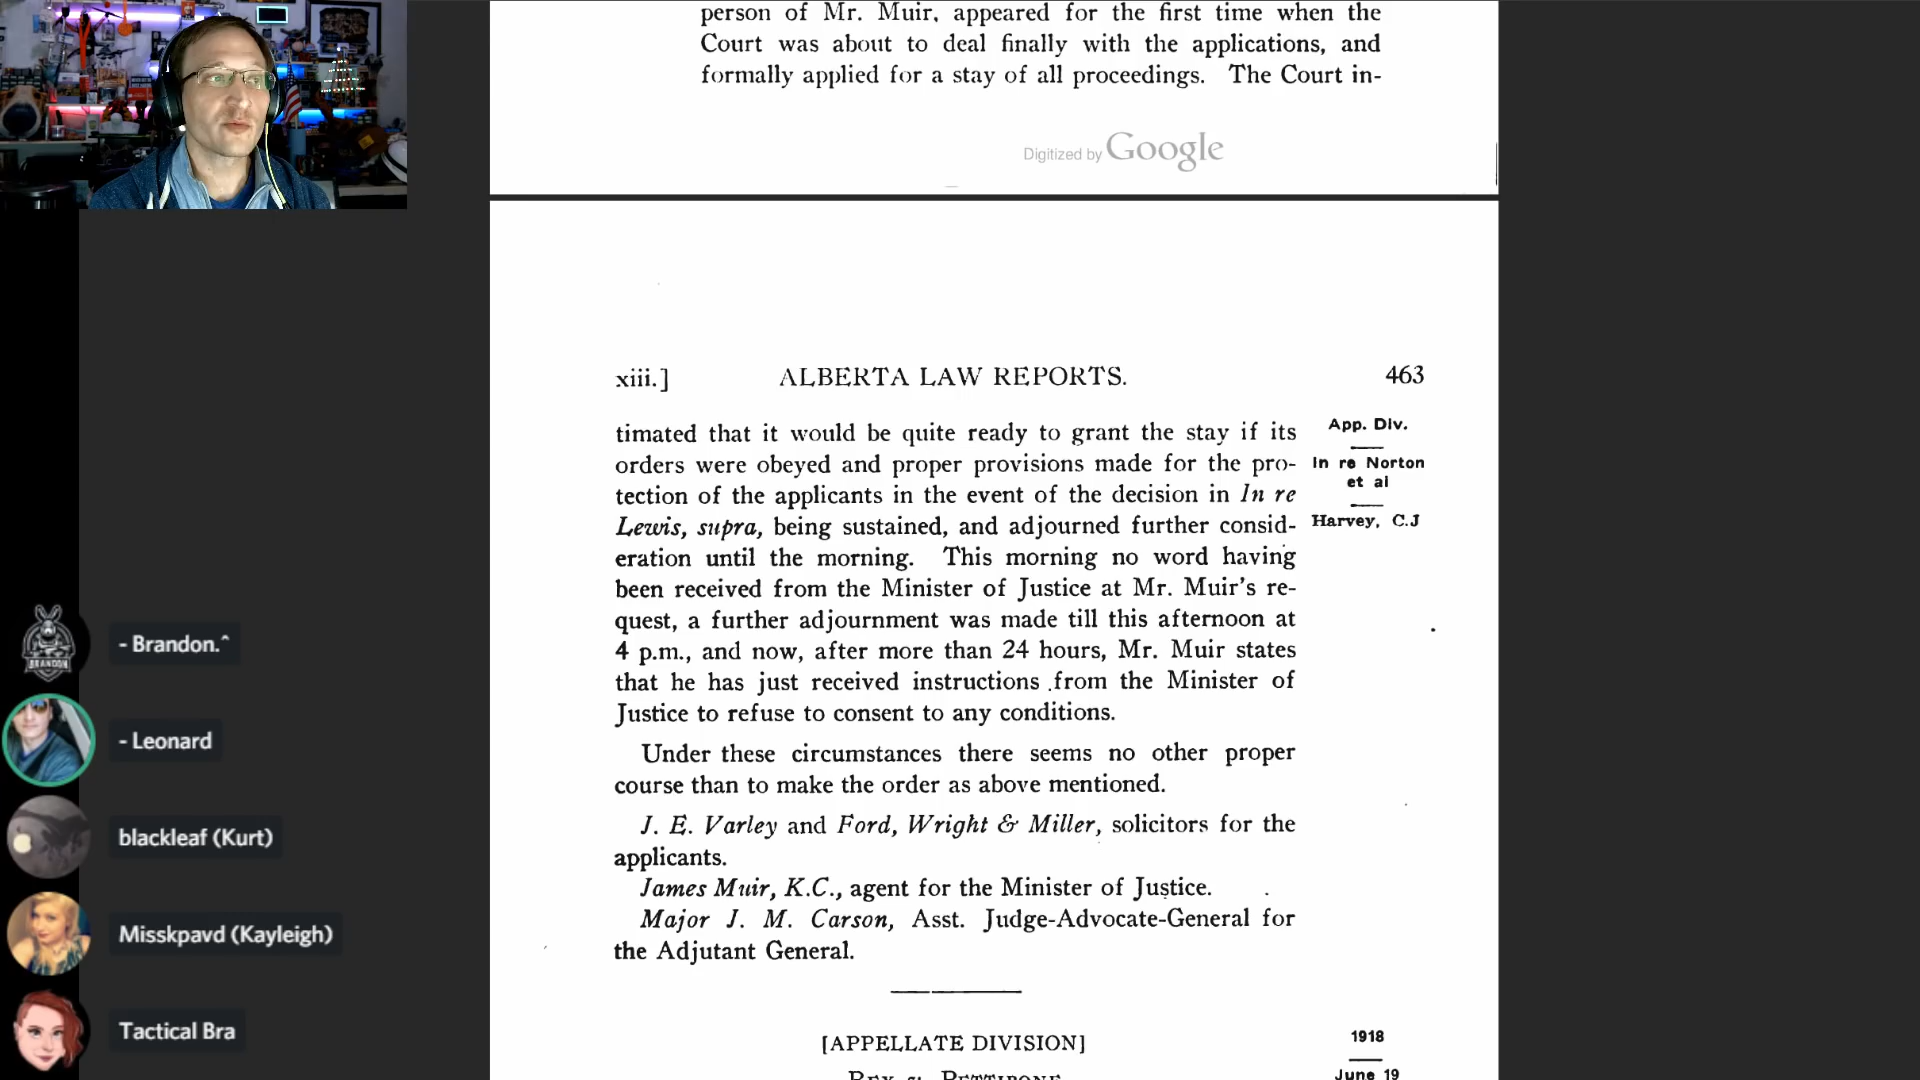 person of Mr. Muir, appeared for the first time when the
Court was about to deal finally with the applications, and
formally applied for a stay of all proceedings. The Court in-
Digitized by Google
xiii.] ALBERTA LAW REPORTS. 463
timated that it would be quite ready to grant the stay if its
orders were obeyed and proper provisions made for the pro-
tection of the applicants in the event of the decision in In re
Lewis, supra, being sustained, and adjourned further consid-
eration until the morning. This morning no word having
been received from the Minister of Justice at Mr. Muir's re-
quest, a further adjournment was made till this afternoon at
4 p.m., and now, after more than 24 hours, Mr. Muir states
that he has just received instructions from the Minister of
Justice to refuse to consent to any conditions.
Under these circumstances there seems no other proper
course than to make the order as above mentioned.
J. E. Varley and Ford, Wright & Miller, solicitors for the
applicants.
James Muir, K.C., agent for the Minister of Justice.
Major J. M. Carson, Asst. Judge-Advocate-General for
the Adjutant General.
App. Div.
In re Norton
et al
Harvey, C.J
[APPELLATE DIVISION]
REX v. PETTIPONE
1918
June 19
BRANDON
- Brandon.^
- Leonard
blackleaf (Kurt)
Misskpavd (Kayleigh)
Tactical Bra